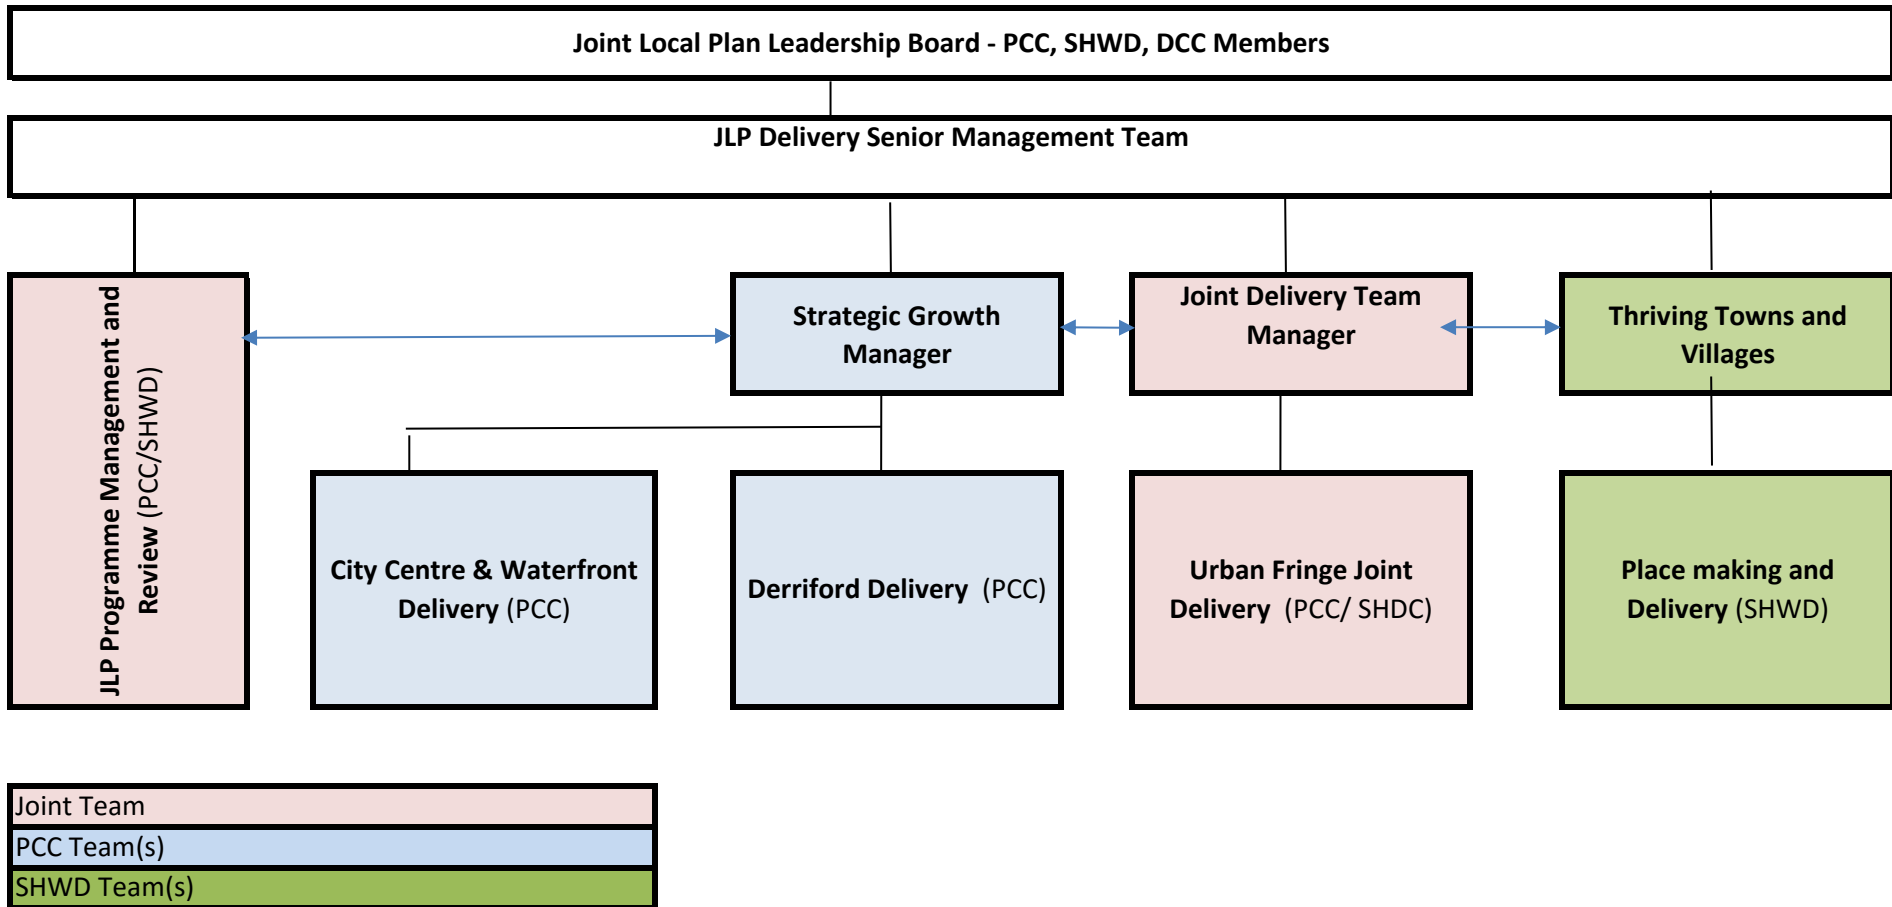 Joint Local Plan Leadership Board - PCC, SHWD, DCC Members
JLP Delivery Senior Management Team
JLP Programme Management and
Review (PCC/SHWD)
Strategic Growth
Manager
Joint Delivery Team
Manager
Thriving Towns and
Villages
City Centre & Waterfront
Delivery (PCC)
Derriford Delivery (PCC)
Urban Fringe Joint
Delivery (PCC/ SHDC)
Place making and
Delivery (SHWD)
Joint Team
PCC Team(s)
SHWD Team(s)